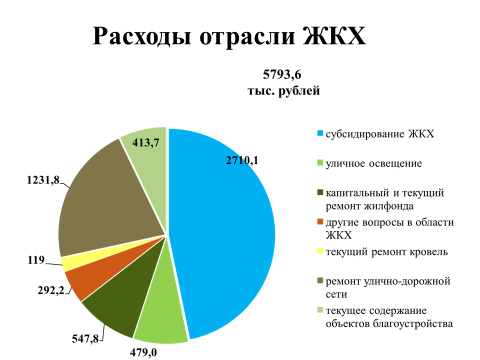 Расходы отрасли ЖКХ
5793,6
тыс. рублей
413,7
2710,1
1231,8
119
292,2
547,8
479,0
субсидирование ЖКХ
уличное освещение
капитальный и текущий
ремонт жилфонда
другие вопросы в области
ЖКХ
текущий ремонт кровель
ремонт улично-дорожной
сети
текущее содержание
объектов благоустройства